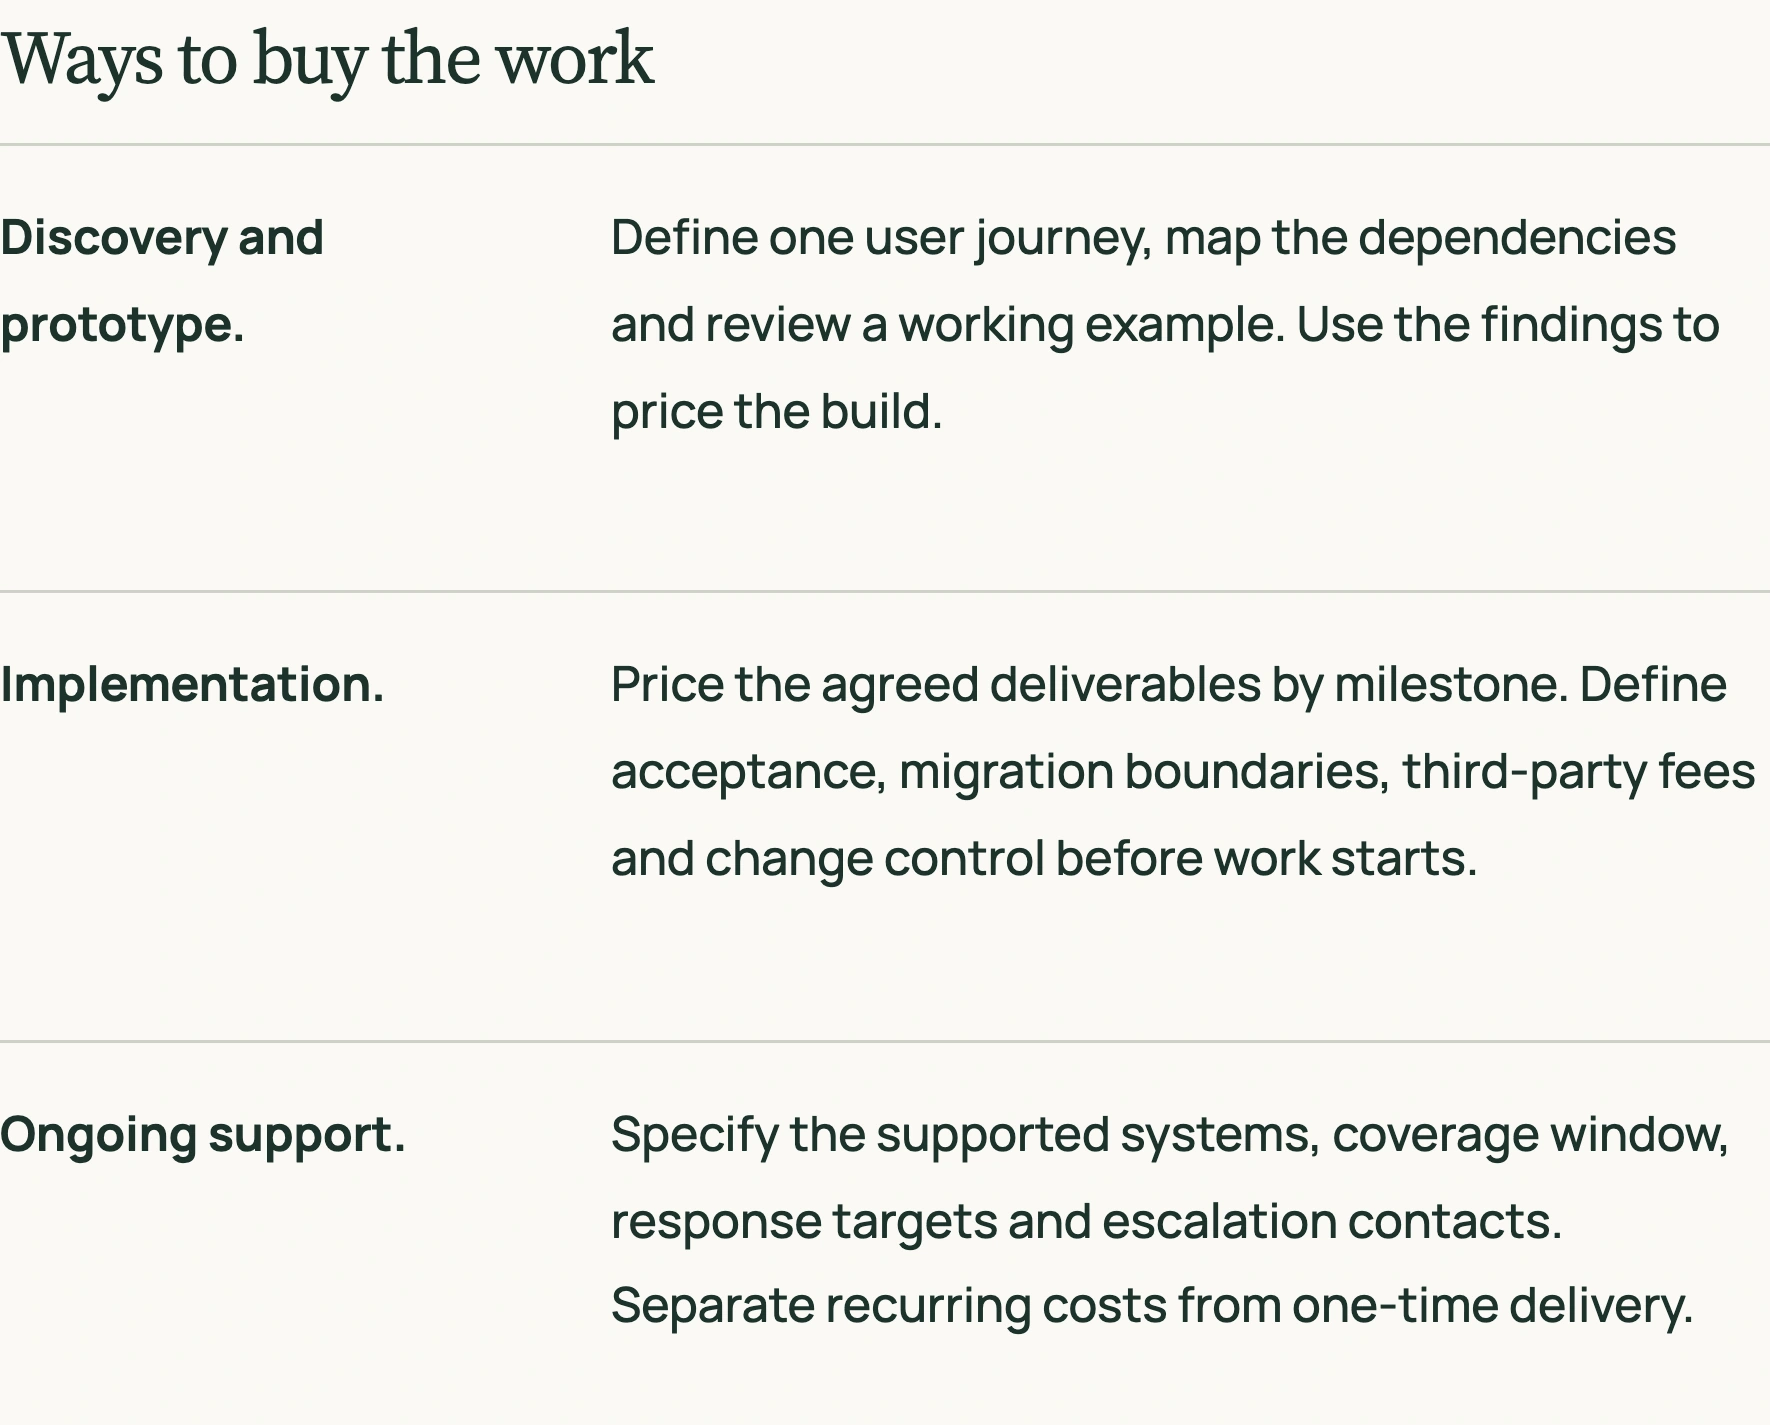 Ways to buy the work
Discovery and
prototype.
Define one user journey, map the dependencies
and review a working example. Use the findings to
price the build.
Implementation.
Price the agreed deliverables by milestone. Define
acceptance, migration boundaries, third-party fees
and change control before work starts.
Ongoing support.
Specify the supported systems, coverage window,
response targets and escalation contacts.
Separate recurring costs from one-time delivery.